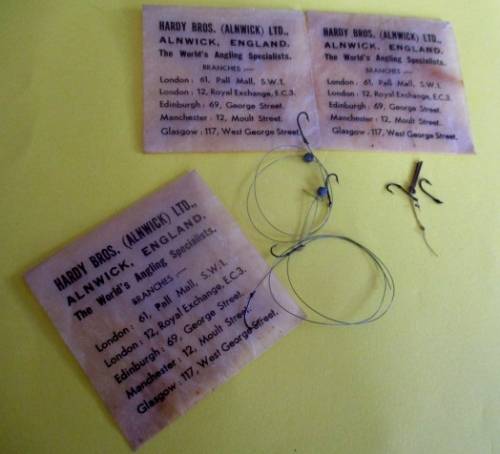 HARDY BROS. (ALNWICK) LTD.,
ALNWICK, ENGLAND.
The World's Angling Specialists.
BRANCHES :—
London : 61, Pall Mall, S.W.1.
London : 12, Royal Exchange, E.C.3.
Edinburgh : 69, George Street.
Manchester : 12, Moult Street.
Glasgow : 117, West George Street.
HARDY BROS. (ALNWICK) LTD.,
ALNWICK, ENGLAND.
The World's Angling Specialists.
BRANCHES :—
London : 61, Pall Mall, S.W.1.
London : 12, Royal Exchange, E.C.3.
Edinburgh : 69, George Street.
Manchester : 12, Moult Street.
Glasgow : 117, West George Street.
HARDY BROS. (ALNWICK) LTD.,
ALNWICK, ENGLAND.
The World's Angling Specialists.
BRANCHES :—
London : 61, Pall Mall, S.W.1.
London : 12, Royal Exchange, E.C.3.
Edinburgh : 69, George Street.
Manchester : 12, Moult Street.
Glasgow : 117, West George Street.